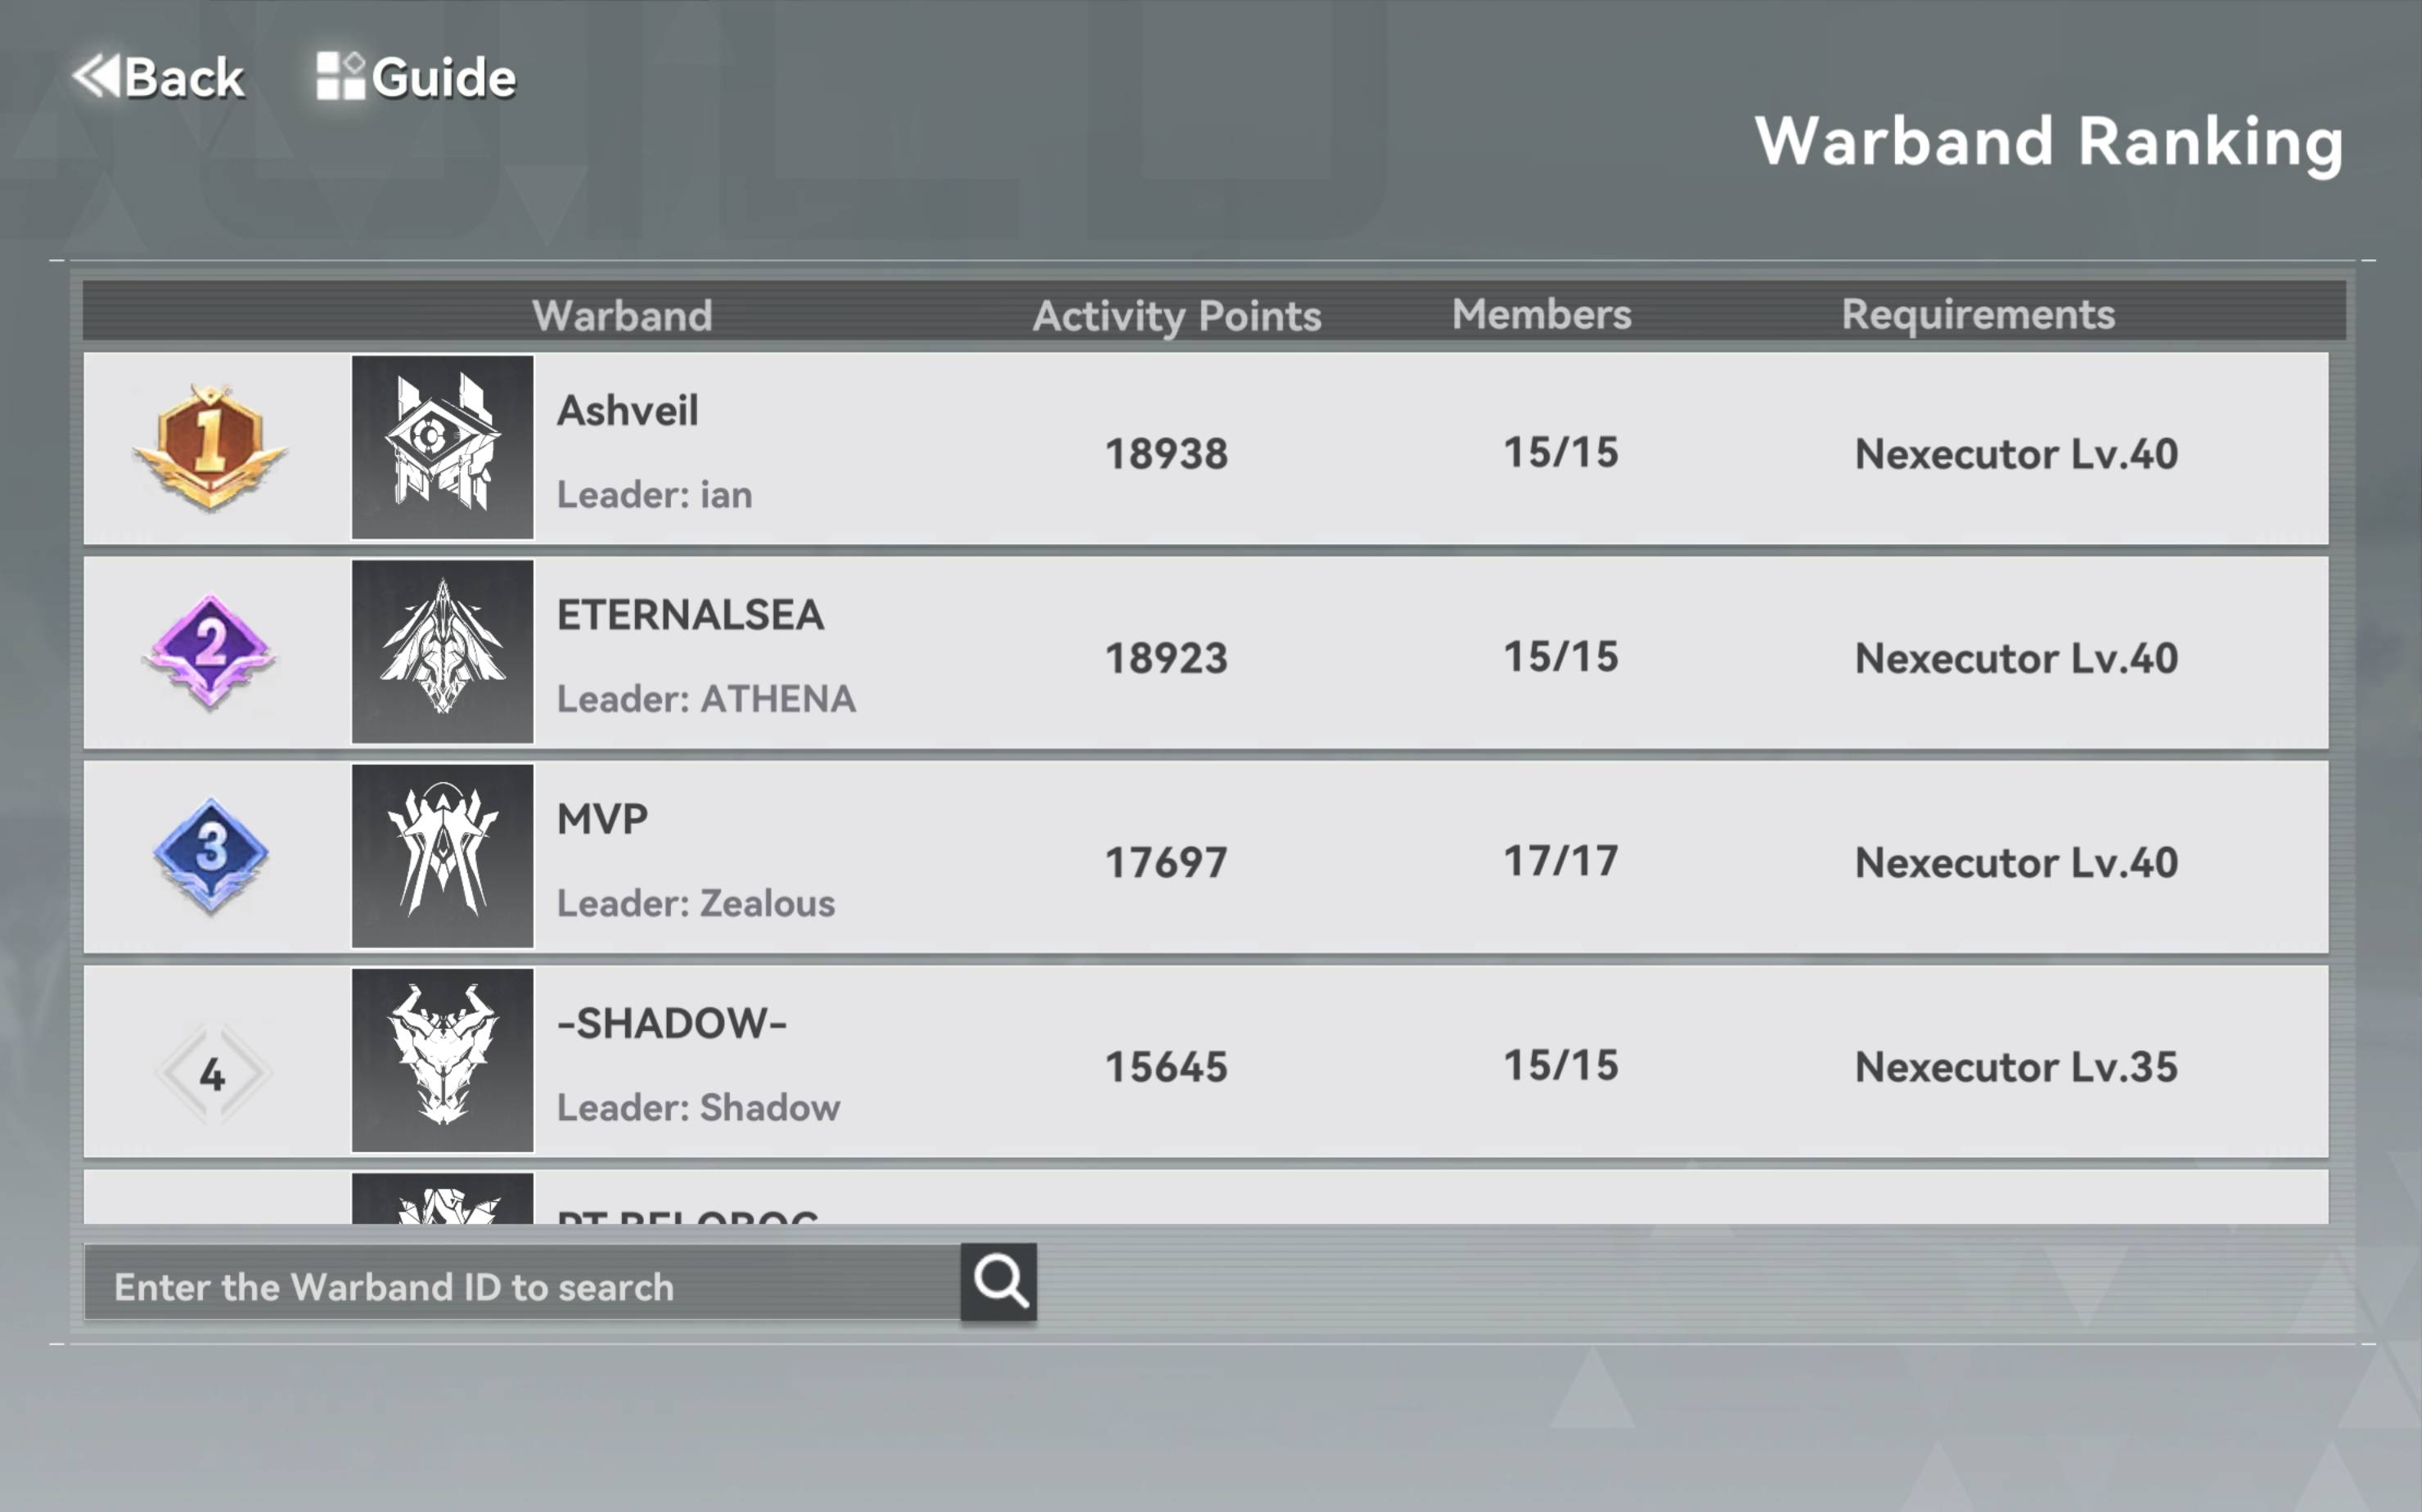 Back
Guide
Warband Ranking
Warband Activity Points Members Requirements
1
Ashveil
Leader: ian
18938 15/15 Nexecutor Lv.40
2
ETERNALSEA
Leader: ATHENA
18923 15/15 Nexecutor Lv.40
3
MVP
Leader: Zealous
17697 17/17 Nexecutor Lv.40
4
-SHADOW-
Leader: Shadow
15645 15/15 Nexecutor Lv.35
Enter the Warband ID to search